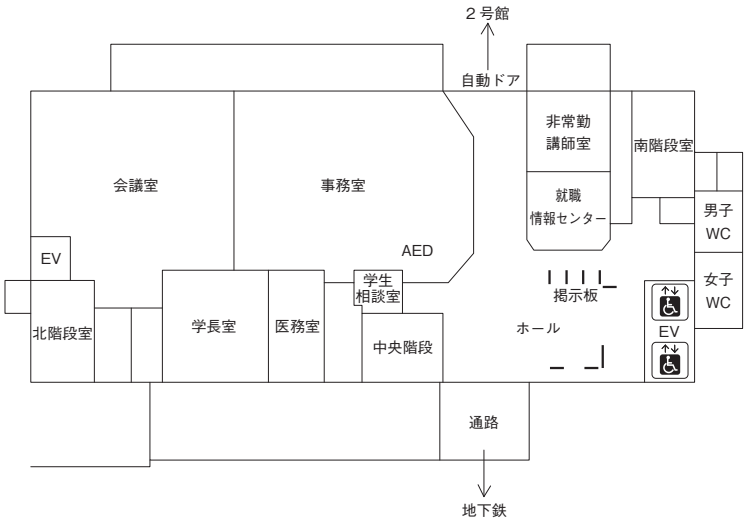 2号館
自動ドア
非常勤
講師室
南階段室
会議室
事務室
就職
情報センター
男子
WC
EV
AED
学生
相談室
掲示板
女子
WC
北階段室
学長室
医務室
中央階段
ホール
EV
通路
地下鉄